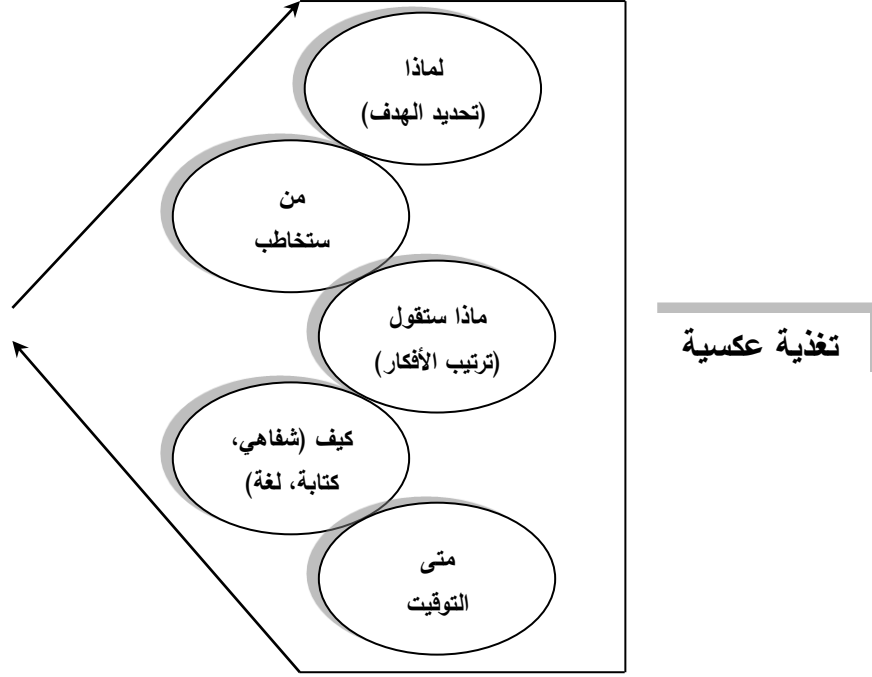 لماذا
(تحديد الهدف)
من
ستخاطب
ماذا ستقول
(ترتيب الأفكار)
كيف (شفاهي،
كتابة، لغة)
متى
التوقيت
تغذية عكسية